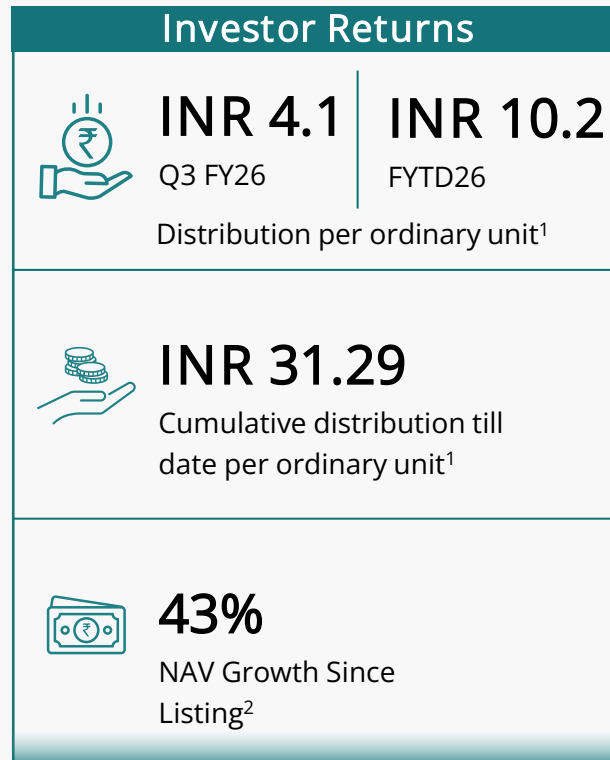 Investor Returns
₹
INR 4.1
Q3 FY26
INR 10.2
FYTD26
Distribution per ordinary unit¹
INR 31.29
Cumulative distribution till
date per ordinary unit¹
₹
43%
NAV Growth Since
Listing²